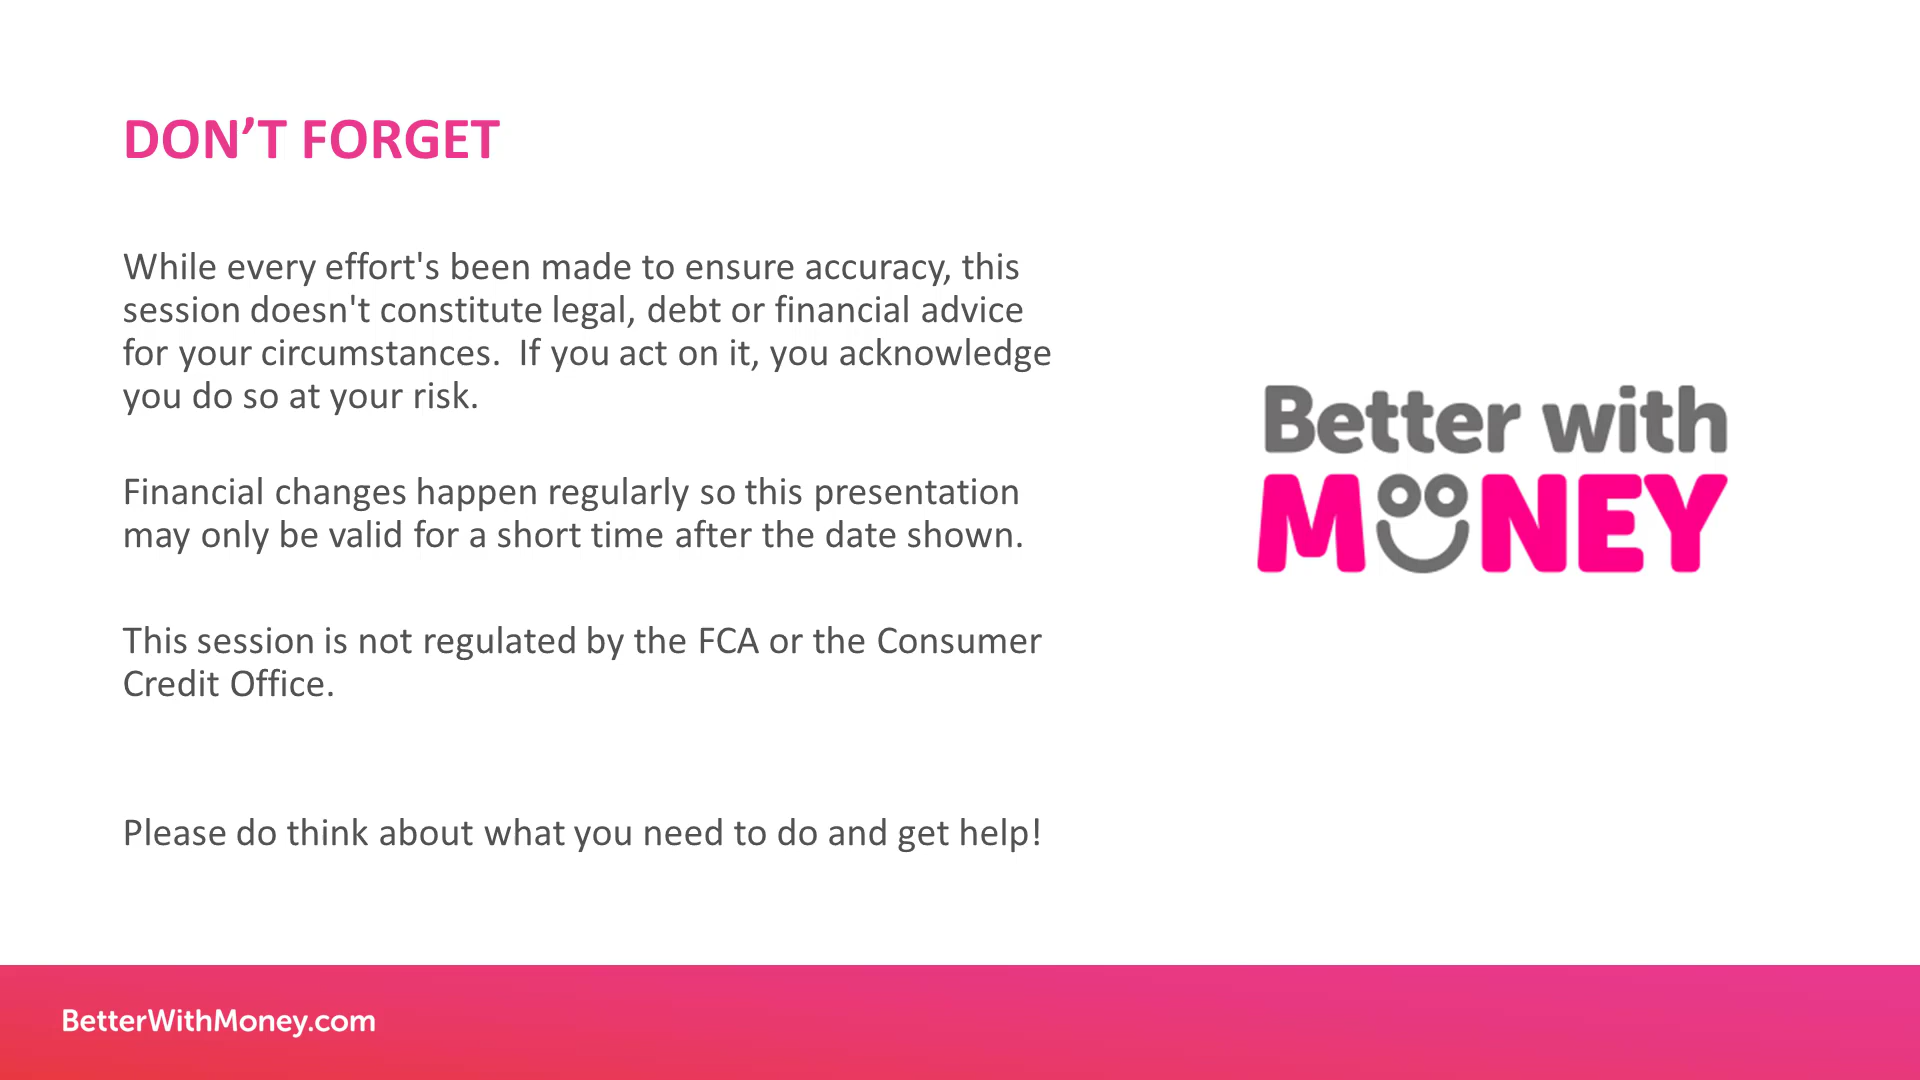 DON’T FORGET
While every effort's been made to ensure accuracy, this
session doesn't constitute legal, debt or financial advice
for your circumstances.  If you act on it, you acknowledge
you do so at your risk.
Financial changes happen regularly so this presentation
may only be valid for a short time after the date shown.
This session is not regulated by the FCA or the Consumer
Credit Office.
Please do think about what you need to do and get help!
Better with
MONEY
BetterWithMoney.com